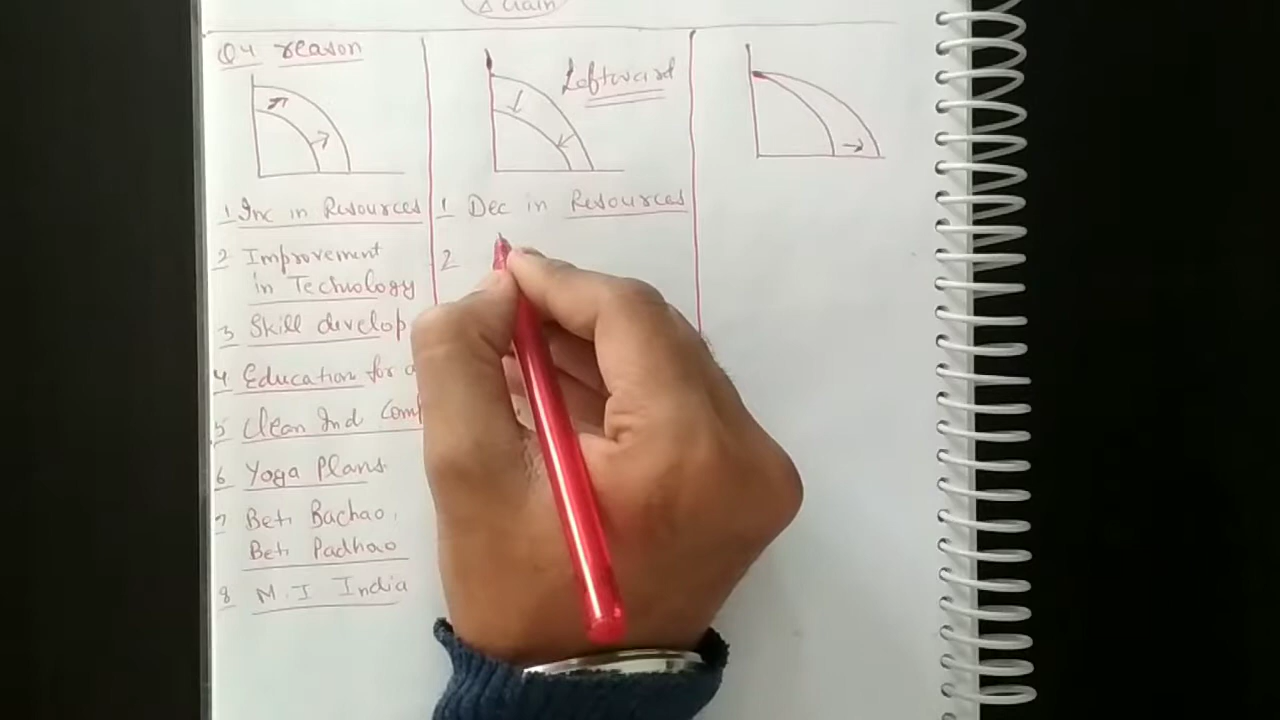 Δ Gain
Q4 reason
1 Inc in Resources
2 Improvement
in Technology
3 Skill develop
4 Education for
5 Clean Ind
6 Yoga Plans.
7 Beti Bachao,
Beti Padhao
8 M.I India
Leftward
1 Dec in Resources
2